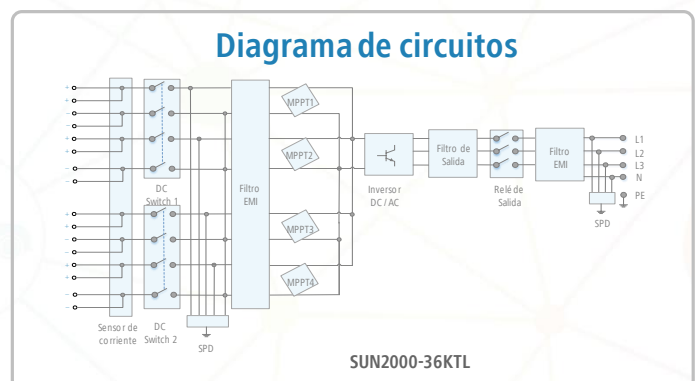 Diagrama de circuitos
+
+
−
−
+
+
−
−
+
+
−
−
+
+
−
−
Sensor de corriente
DC Switch 1
DC Switch 2
SPD
Filtro EMI
MPPT1
MPPT2
MPPT3
MPPT4
Inversor DC / AC
Filtro de Salida
Relé de Salida
Filtro EMI
L1
L2
L3
N
PE
SPD
SUN2000-36KTL